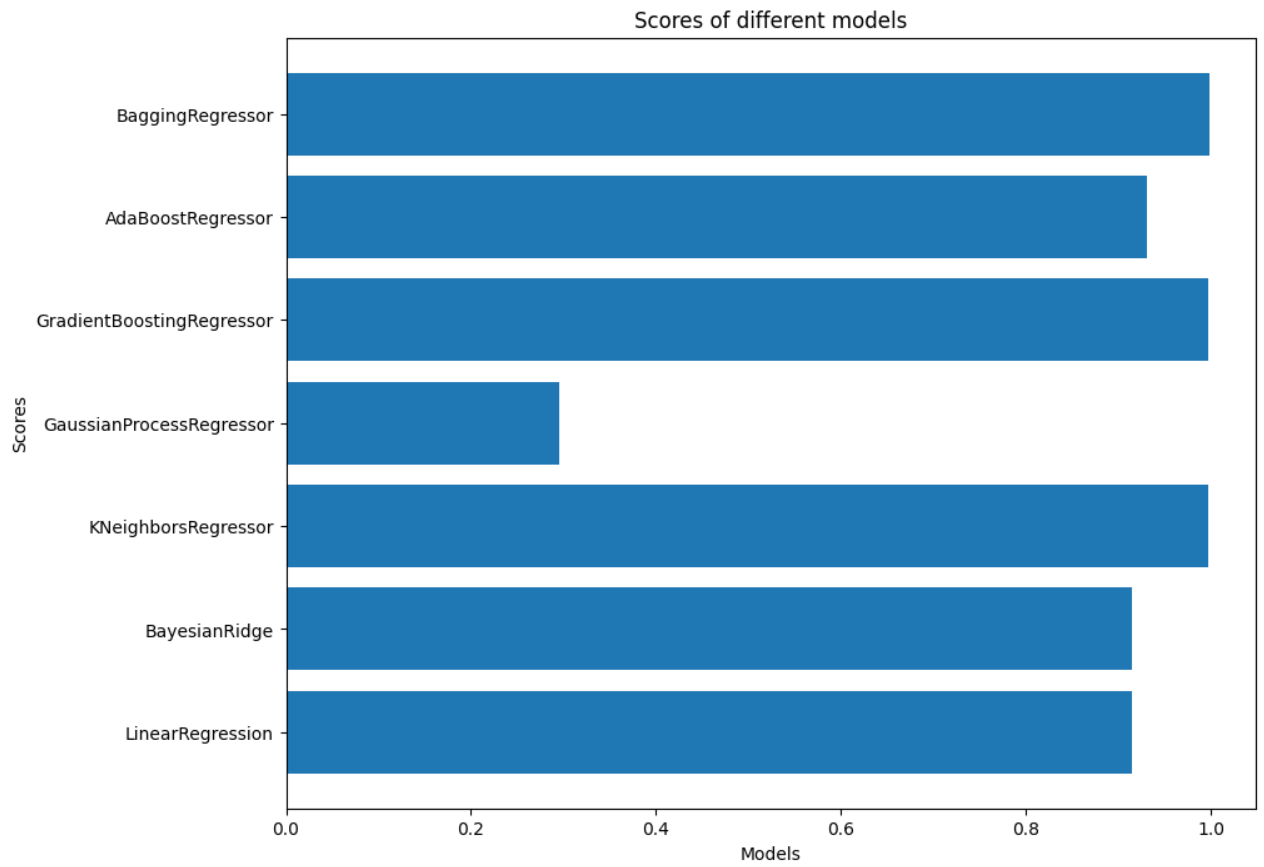 Scores of different models
BaggingRegressor
AdaBoostRegressor
GradientBoostingRegressor
GaussianProcessRegressor
KNeighborsRegressor
BayesianRidge
LinearRegression
Scores
0.0 0.2 0.4 0.6 0.8 1.0
Models